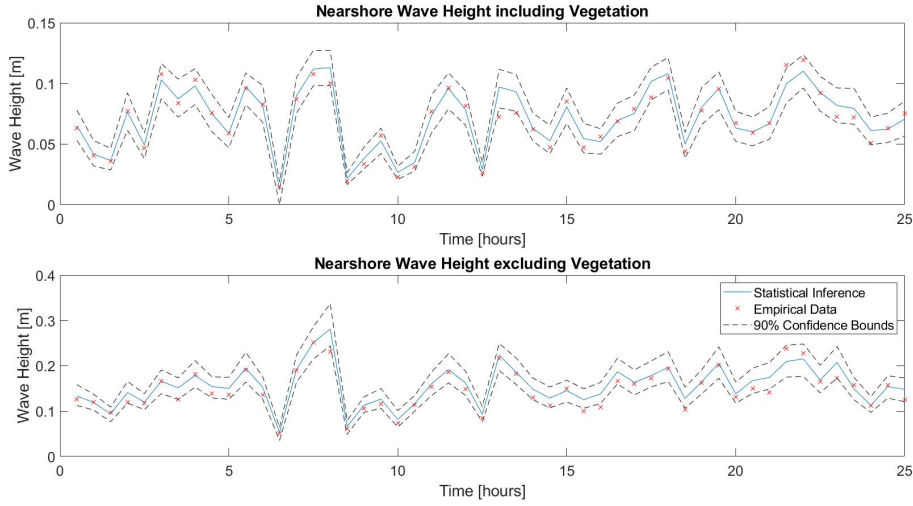 Nearshore Wave Height including Vegetation
0.15
0.1
0.05
0
Wave Height [m]
0 5 10 15 20 25
Time [hours]
Nearshore Wave Height excluding Vegetation
0.4
0.3
0.2
0.1
0
Wave Height [m]
Statistical Inference
Empirical Data
90% Confidence Bounds
0 5 10 15 20 25
Time [hours]